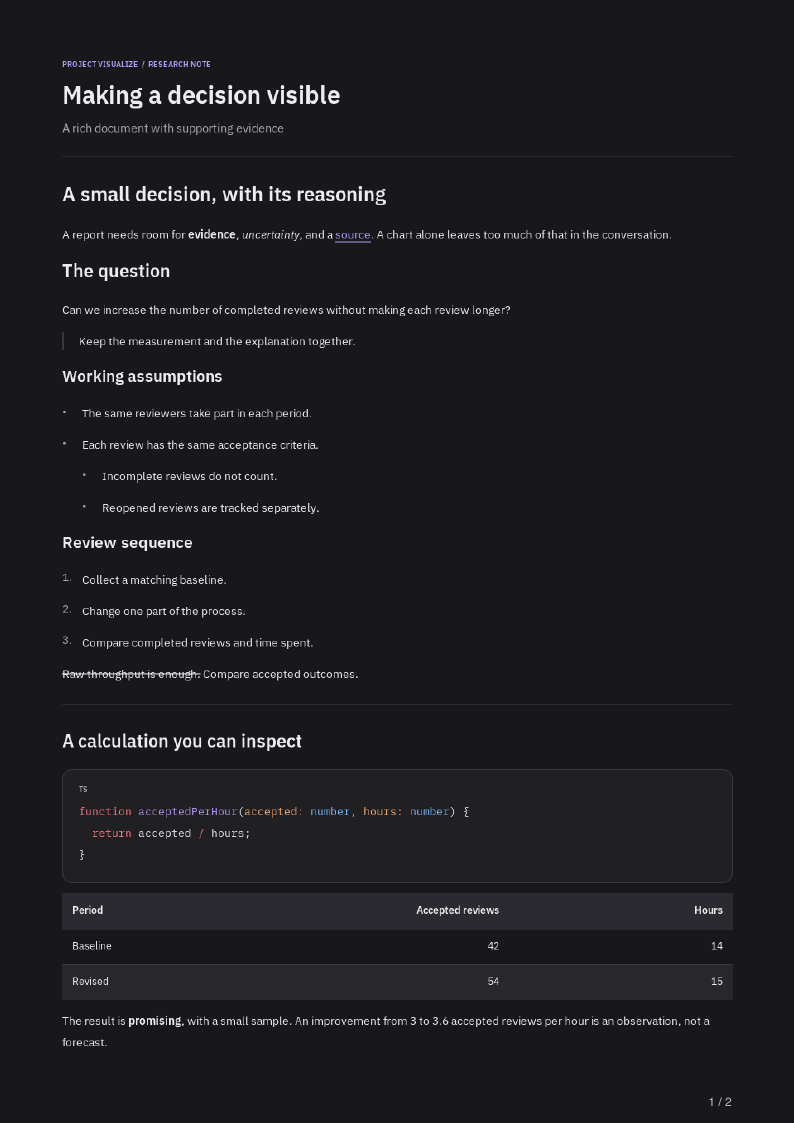 PROJECT VISUALIZE / RESEARCH NOTE
Making a decision visible
A rich document with supporting evidence
A small decision, with its reasoning
A report needs room for evidence, uncertainty, and a source. A chart alone leaves too much of that in the conversation.
The question
Can we increase the number of completed reviews without making each review longer?
Keep the measurement and the explanation together.
Working assumptions
• The same reviewers take part in each period.
• Each review has the same acceptance criteria.
• Incomplete reviews do not count.
• Reopened reviews are tracked separately.
Review sequence
1. Collect a matching baseline.
2. Change one part of the process.
3. Compare completed reviews and time spent.
Raw throughput is enough. Compare accepted outcomes.
A calculation you can inspect
TS
function acceptedPerHour(accepted: number, hours: number) {
  return accepted / hours;
}
Period Accepted reviews Hours
Baseline 42 14
Revised 54 15
The result is promising, with a small sample. An improvement from 3 to 3.6 accepted reviews per hour is an observation, not a
forecast.
1 / 2